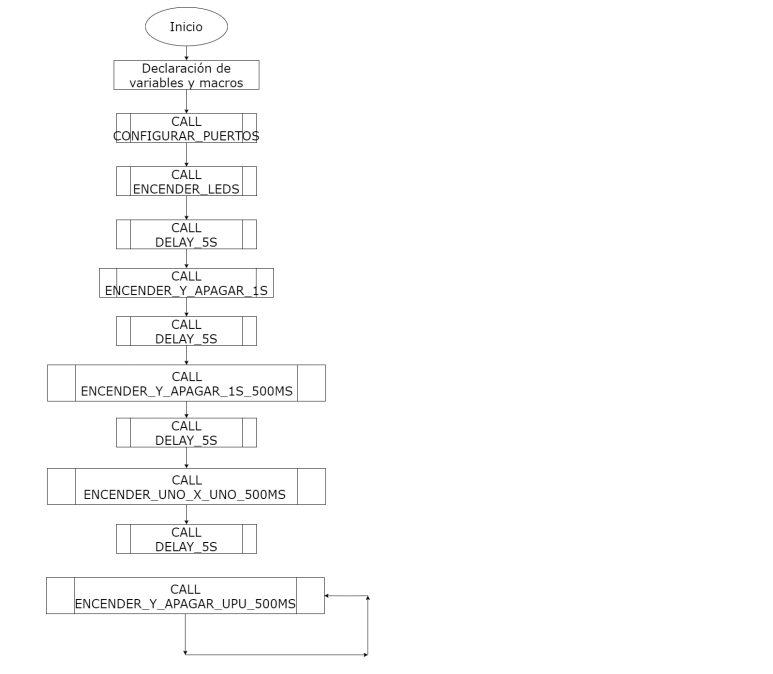 Inicio
Declaración de
variables y macros
CALL
CONFIGURAR_PUERTOS
CALL
ENCENDER_LEDS
CALL
DELAY_5S
CALL
ENCENDER_Y_APAGAR_1S
CALL
DELAY_5S
CALL
ENCENDER_Y_APAGAR_1S_500MS
CALL
DELAY_5S
CALL
ENCENDER_UNO_X_UNO_500MS
CALL
DELAY_5S
CALL
ENCENDER_Y_APAGAR_UPU_500MS